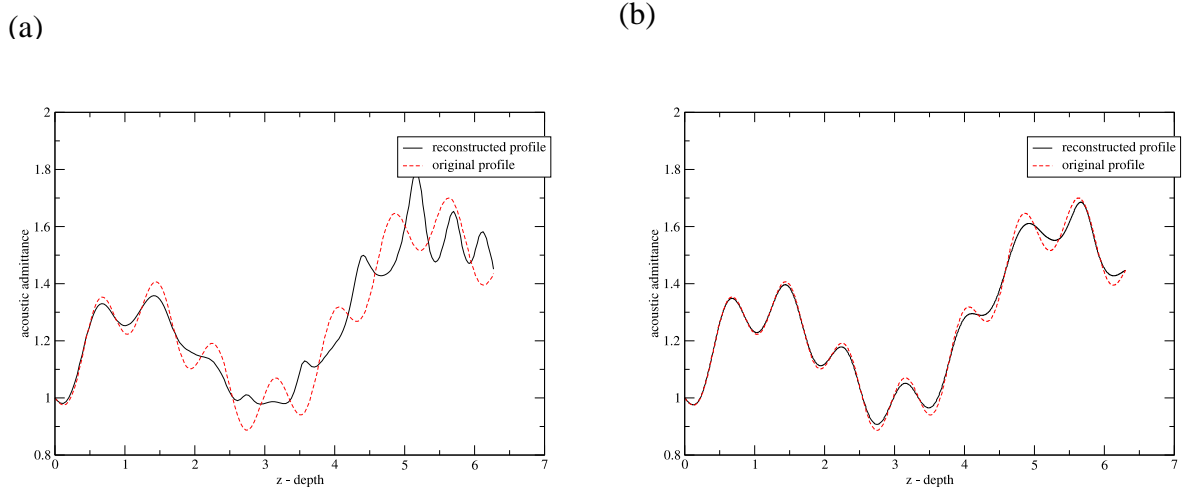 (a)
2
1.8
1.6
1.4
1.2
1
0.8
acoustic admittance
reconstructed profile
original profile
0 1 2 3 4 5 6 7
z - depth
(b)
2
1.8
1.6
1.4
1.2
1
0.8
acoustic admittance
reconstructed profile
original profile
0 1 2 3 4 5 6 7
z - depth